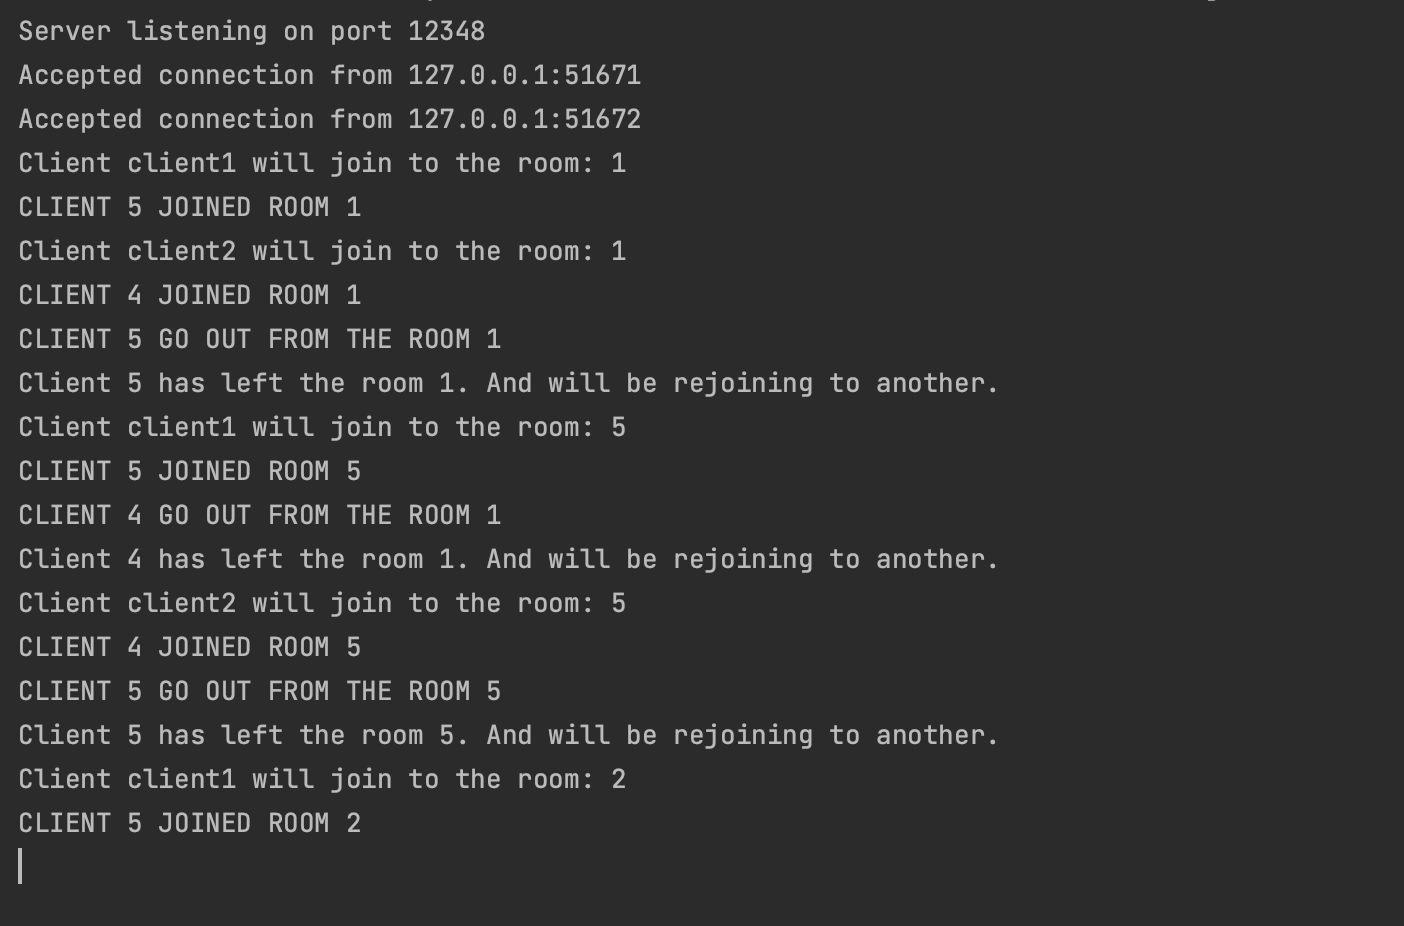 Server listening on port 12348
Accepted connection from 127.0.0.1:51671
Accepted connection from 127.0.0.1:51672
Client client1 will join to the room: 1
CLIENT 5 JOINED ROOM 1
Client client2 will join to the room: 1
CLIENT 4 JOINED ROOM 1
CLIENT 5 GO OUT FROM THE ROOM 1
Client 5 has left the room 1. And will be rejoining to another.
Client client1 will join to the room: 5
CLIENT 5 JOINED ROOM 5
CLIENT 4 GO OUT FROM THE ROOM 1
Client 4 has left the room 1. And will be rejoining to another.
Client client2 will join to the room: 5
CLIENT 4 JOINED ROOM 5
CLIENT 5 GO OUT FROM THE ROOM 5
Client 5 has left the room 5. And will be rejoining to another.
Client client1 will join to the room: 2
CLIENT 5 JOINED ROOM 2